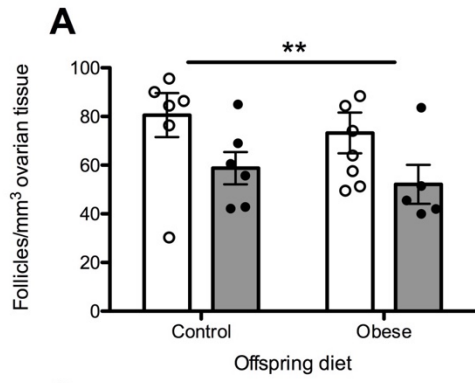 A
**
Follicles/mm³ ovarian tissue
100
80
60
40
20
0
Control
Obese
Offspring diet